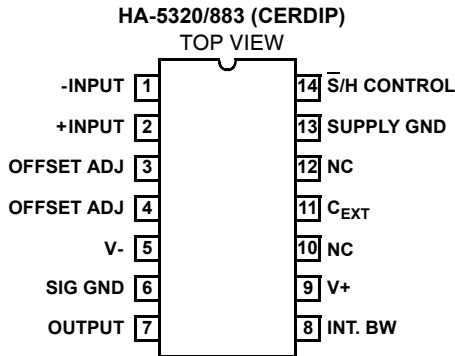 HA-5320/883 (CERDIP)
TOP VIEW
-INPUT 1
+INPUT 2
OFFSET ADJ 3
OFFSET ADJ 4
V- 5
SIG GND 6
OUTPUT 7
14 S̅/H CONTROL
13 SUPPLY GND
12 NC
11 CEXT
10 NC
9 V+
8 INT. BW